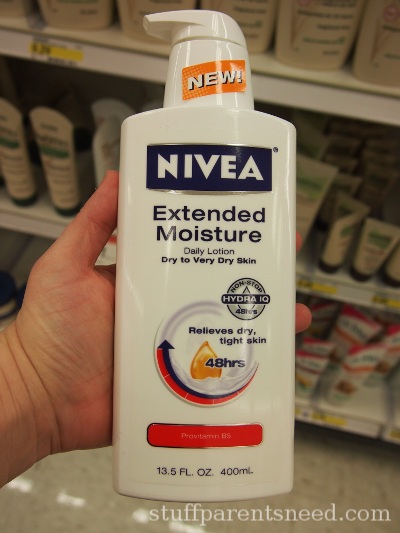 NEW!
NIVEA®
Extended
Moisture
Daily Lotion
Dry to Very Dry Skin
NON-STOP
HYDRA IQ
48hrs
Relieves dry,
tight skin
48hrs
Provitamin B5
13.5 FL. OZ. 400mL
stuffparentsneed.com